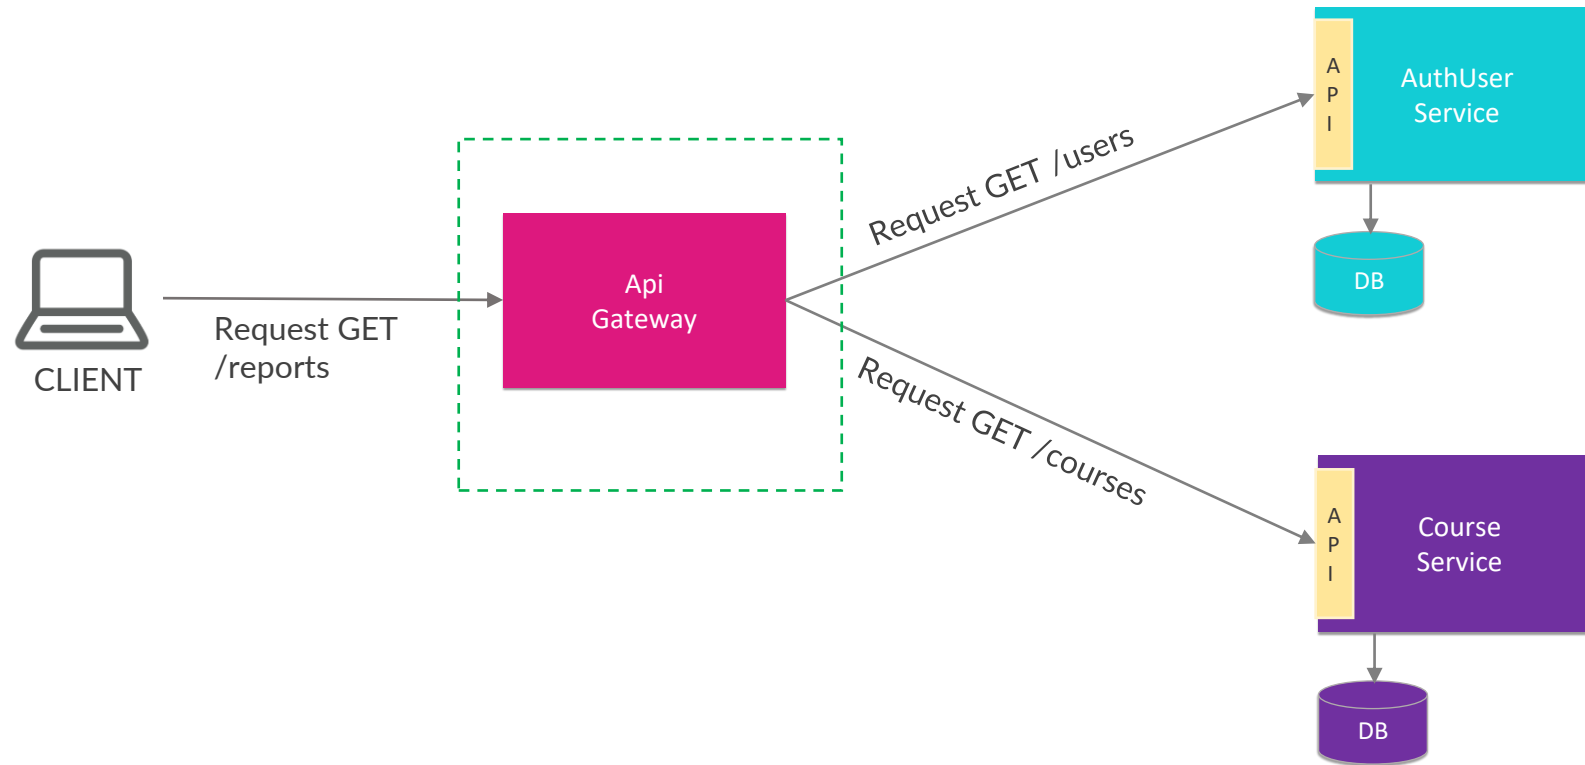 CLIENT
Request GET
/reports
Api
Gateway
Request GET /users
Request GET /courses
A
P
I
AuthUser
Service
DB
A
P
I
Course
Service
DB